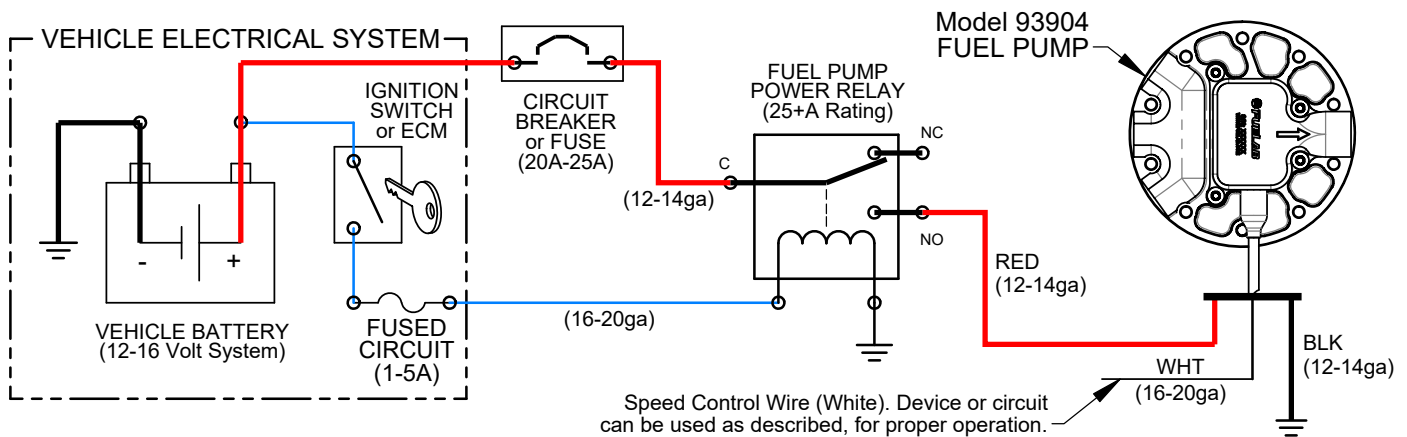 VEHICLE ELECTRICAL SYSTEM
IGNITION
SWITCH
or ECM
-
+
VEHICLE BATTERY
(12-16 Volt System)
FUSED
CIRCUIT
(1-5A)
CIRCUIT
BREAKER
or FUSE
(20A-25A)
(12-14ga)
(16-20ga)
FUEL PUMP
POWER RELAY
(25+A Rating)
C
NC
NO
RED
(12-14ga)
Model 93904
FUEL PUMP
FUELAB
WHT
(16-20ga)
BLK
(12-14ga)
Speed Control Wire (White). Device or circuit
can be used as described, for proper operation.